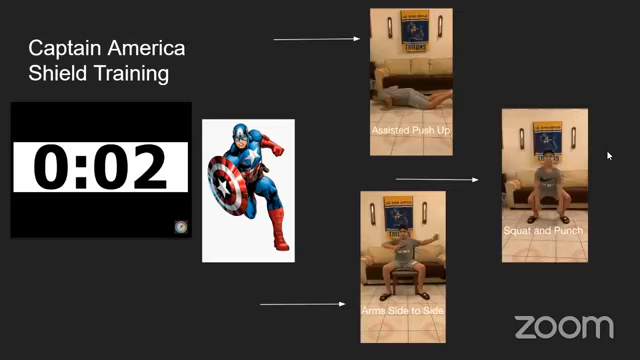 Captain America
Shield Training
0:02
Assisted Push Up
Squat and Punch
Arms Side to Side
zoom